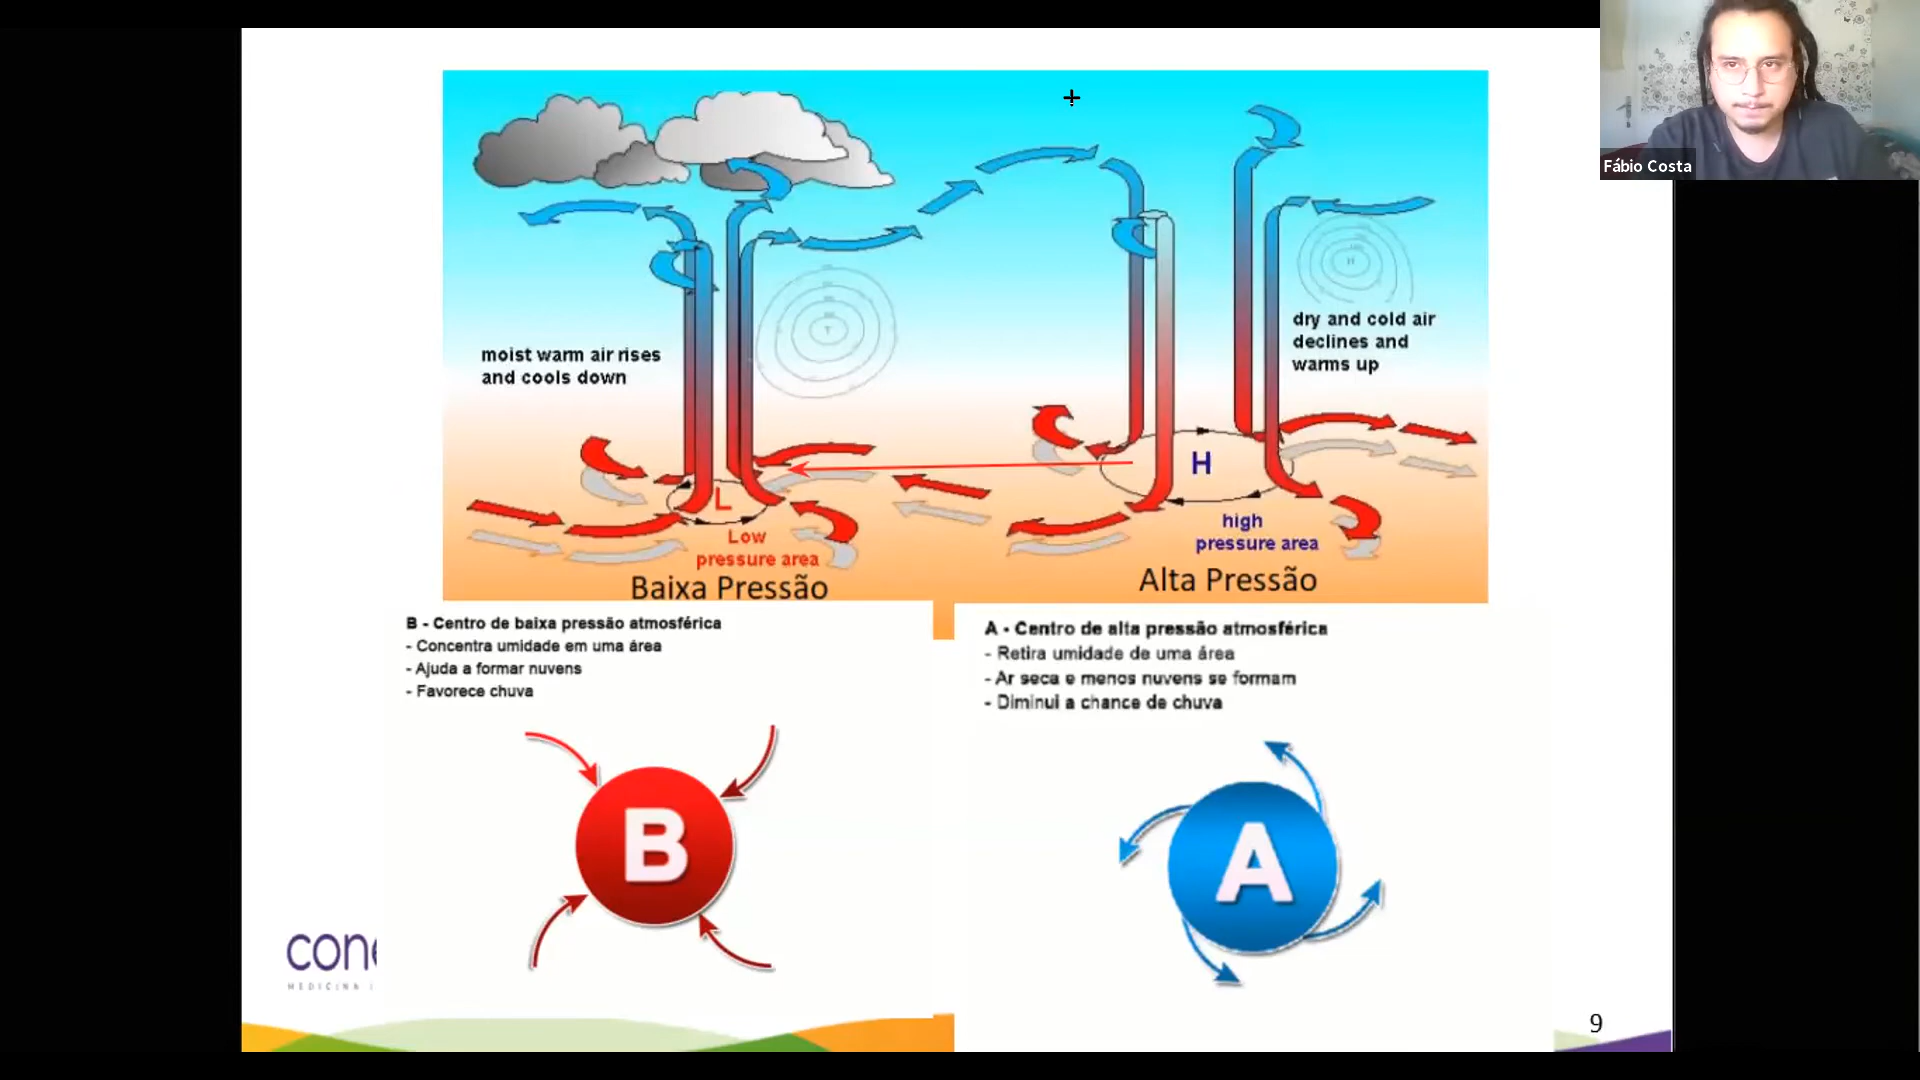 Fábio Costa
moist warm air rises
and cools down
dry and cold air
declines and
warms up
H
T
L
H
Low
pressure area
high
pressure area
Baixa Pressão
Alta Pressão
B - Centro de baixa pressão atmosférica
- Concentra umidade em uma área
- Ajuda a formar nuvens
- Favorece chuva
A - Centro de alta pressão atmosférica
- Retira umidade de uma área
- Ar seca e menos nuvens se formam
- Diminui a chance de chuva
B
A
cone
MEDICINA
9